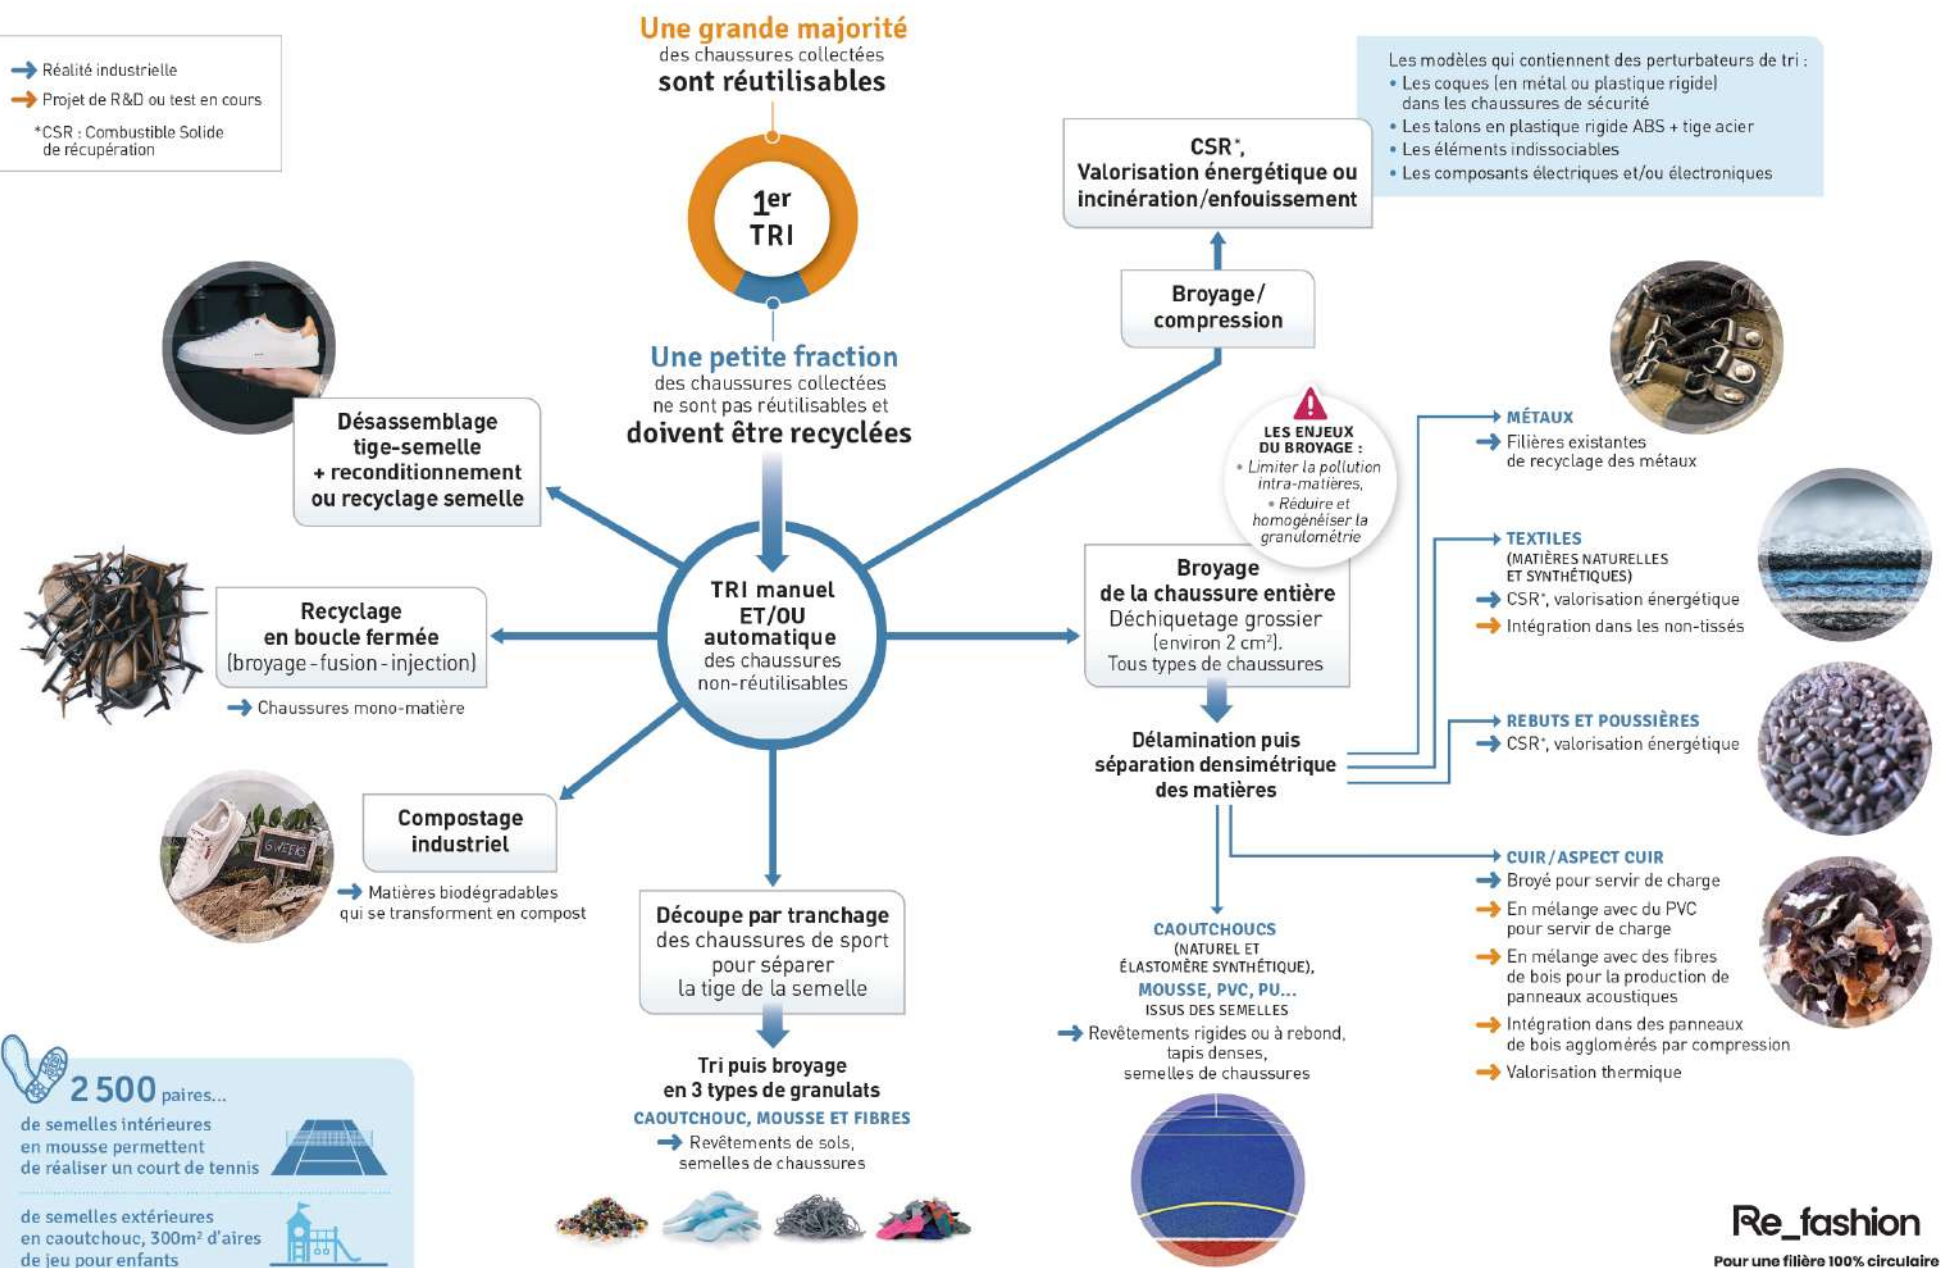 Réalité industrielle
Projet de R&D ou test en cours
*CSR : Combustible Solide
de récupération
Une grande majorité
des chaussures collectées
sont réutilisables
1er
TRI
Une petite fraction
des chaussures collectées
ne sont pas réutilisables et
doivent être recyclées
CSR*,
Valorisation énergétique ou
incinération/enfouissement
Les modèles qui contiennent des perturbateurs de tri :
• Les coques (en métal ou plastique rigide)
dans les chaussures de sécurité
• Les talons en plastique rigide ABS + tige acier
• Les éléments indissociables
• Les composants électriques et/ou électroniques
Broyage/
compression
Désassemblage
tige-semelle
+ reconditionnement
ou recyclage semelle
Recyclage
en boucle fermée
(broyage-fusion-injection)
Chaussures mono-matière
TRI manuel
ET/OU
automatique
des chaussures
non-réutilisables
Compostage
industriel
Matières biodégradables
qui se transforment en compost
6 WEEKS
Découpe par tranchage
des chaussures de sport
pour séparer
la tige de la semelle
Tri puis broyage
en 3 types de granulats
CAOUTCHOUC, MOUSSE ET FIBRES
Revêtements de sols,
semelles de chaussures
LES ENJEUX
DU BROYAGE :
• Limiter la pollution
intra-matières,
• Réduire et
homogénéiser la
granulométrie
Broyage
de la chaussure entière
Déchiquetage grossier
(environ 2 cm²).
Tous types de chaussures
Délamination puis
séparation densimétrique
des matières
MÉTAUX
Filières existantes
de recyclage des métaux
TEXTILES
(MATIÈRES NATURELLES
ET SYNTHÉTIQUES)
CSR*, valorisation énergétique
Intégration dans les non-tissés
REBUTS ET POUSSIÈRES
CSR*, valorisation énergétique
CUIR/ASPECT CUIR
Broyé pour servir de charge
En mélange avec du PVC
pour servir de charge
En mélange avec des fibres
de bois pour la production de
panneaux acoustiques
Intégration dans des panneaux
de bois agglomérés par compression
Valorisation thermique
CAOUTCHOUCS
(NATUREL ET
ÉLASTOMÈRE SYNTHÉTIQUE),
MOUSSE, PVC, PU...
ISSUS DES SEMELLES
Revêtements rigides ou à rebond,
tapis denses,
semelles de chaussures
2 500 paires...
de semelles intérieures
en mousse permettent
de réaliser un court de tennis
de semelles extérieures
en caoutchouc, 300m² d'aires
de jeu pour enfants
Re_fashion
Pour une filière 100% circulaire